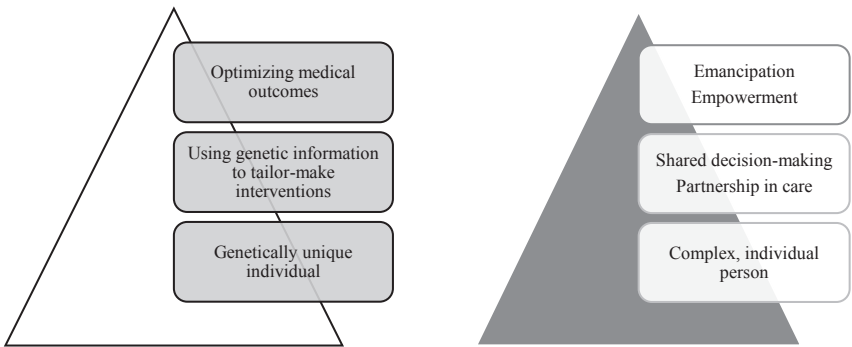 Optimizing medical
outcomes
Using genetic information
to tailor-make
interventions
Genetically unique
individual
Emancipation
Empowerment
Shared decision-making
Partnership in care
Complex, individual
person